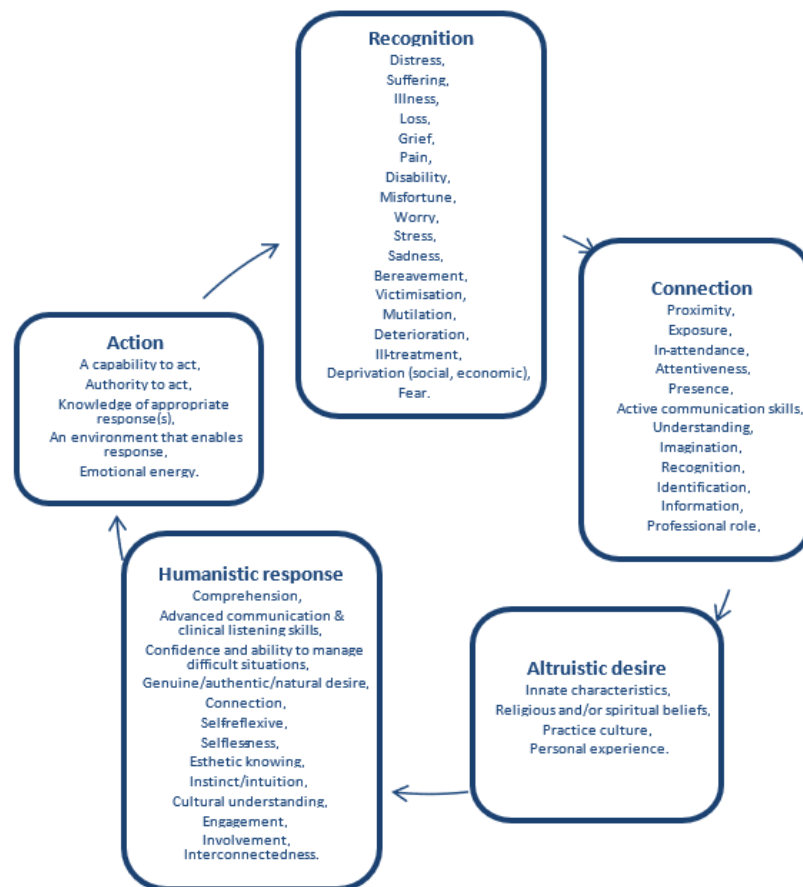 Recognition
Distress,
Suffering,
Illness,
Loss,
Grief,
Pain,
Disability,
Misfortune,
Worry,
Stress,
Sadness,
Bereavement,
Victimisation,
Mutilation,
Deterioration,
Ill-treatment,
Deprivation (social, economic),
Fear.
Connection
Proximity,
Exposure,
In-attendance,
Attentiveness,
Presence,
Active communication skills,
Understanding,
Imagination,
Recognition,
Identification,
Information,
Professional role,
Altruistic desire
Innate characteristics,
Religious and/or spiritual beliefs,
Practice culture,
Personal experience.
Humanistic response
Comprehension,
Advanced communication &
clinical listening skills,
Confidence and ability to manage
difficult situations,
Genuine/authentic/natural desire,
Connection,
Selfreflexive,
Selflessness,
Esthetic knowing,
Instinct/intuition,
Cultural understanding,
Engagement,
Involvement,
Interconnectedness.
Action
A capability to act,
Authority to act,
Knowledge of appropriate
response(s),
An environment that enables
response,
Emotional energy.